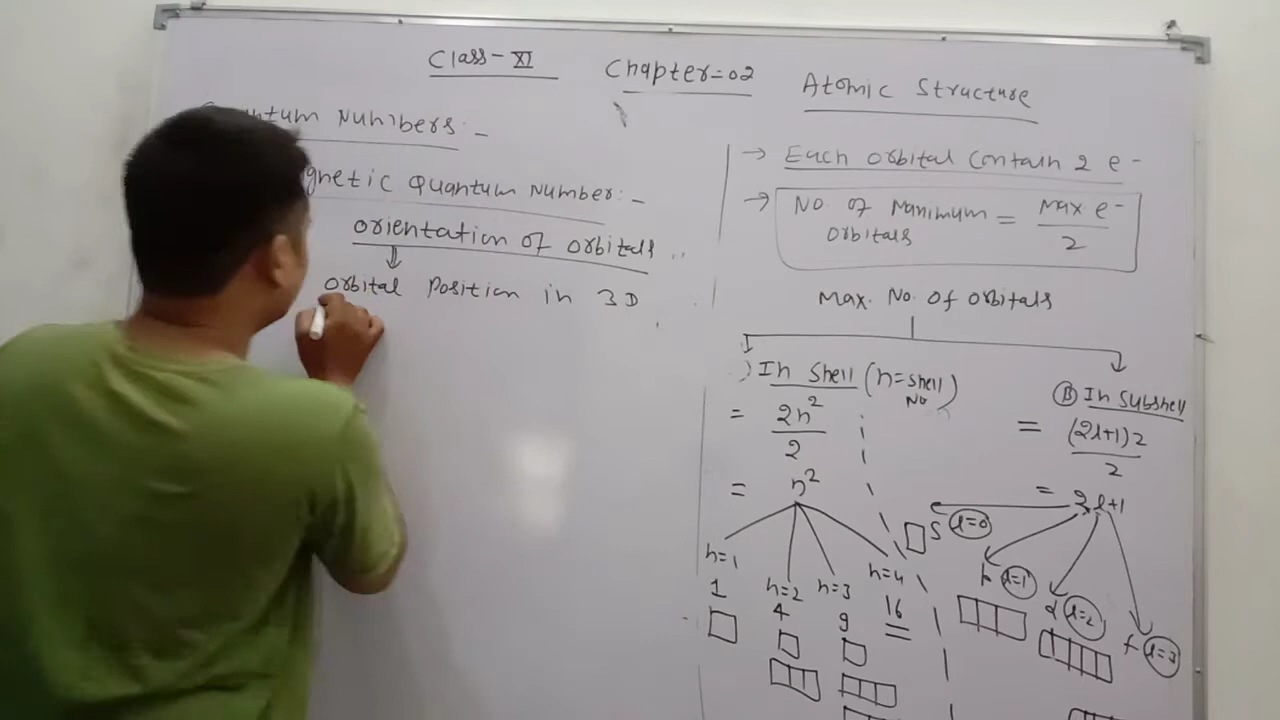 Class-XI
Chapter=02
Atomic Structure
Numbers:-
Quantum Number:-
orientation of orbitals
orbital Position in 3D
→ Each orbital Contain 2 e-
→ No. of Maximum orbitals = max e- / 2
Max. No. of orbitals
) In Shell (n=shell No)
= 2n² / 2
= n²
n=1
1
n=2
4
n=3
9
n=4
16
(B) In Subshell
= (2l+1)2 / 2
= 2l+1
S l=0
p l=1
d l=2
f l=3